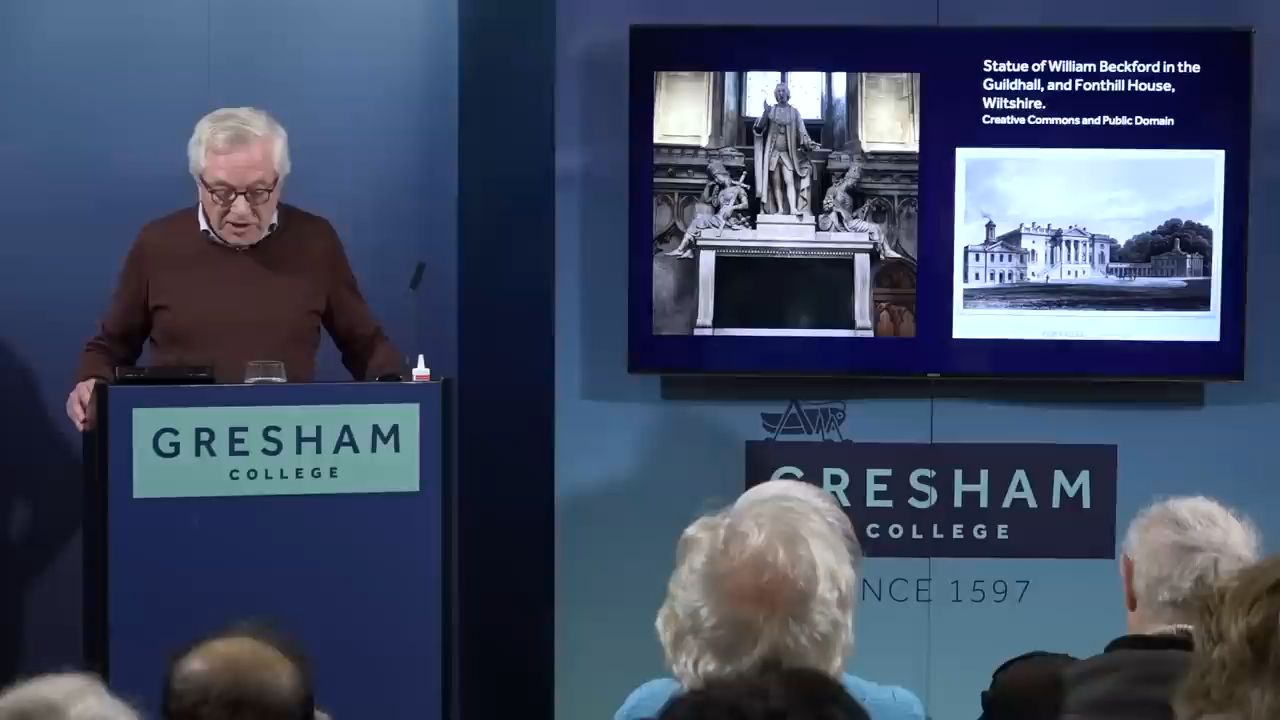 Statue of William Beckford in the
Guildhall, and Fonthill House,
Wiltshire.
Creative Commons and Public Domain
GRESHAM
COLLEGE
GRESHAM
COLLEGE
1597